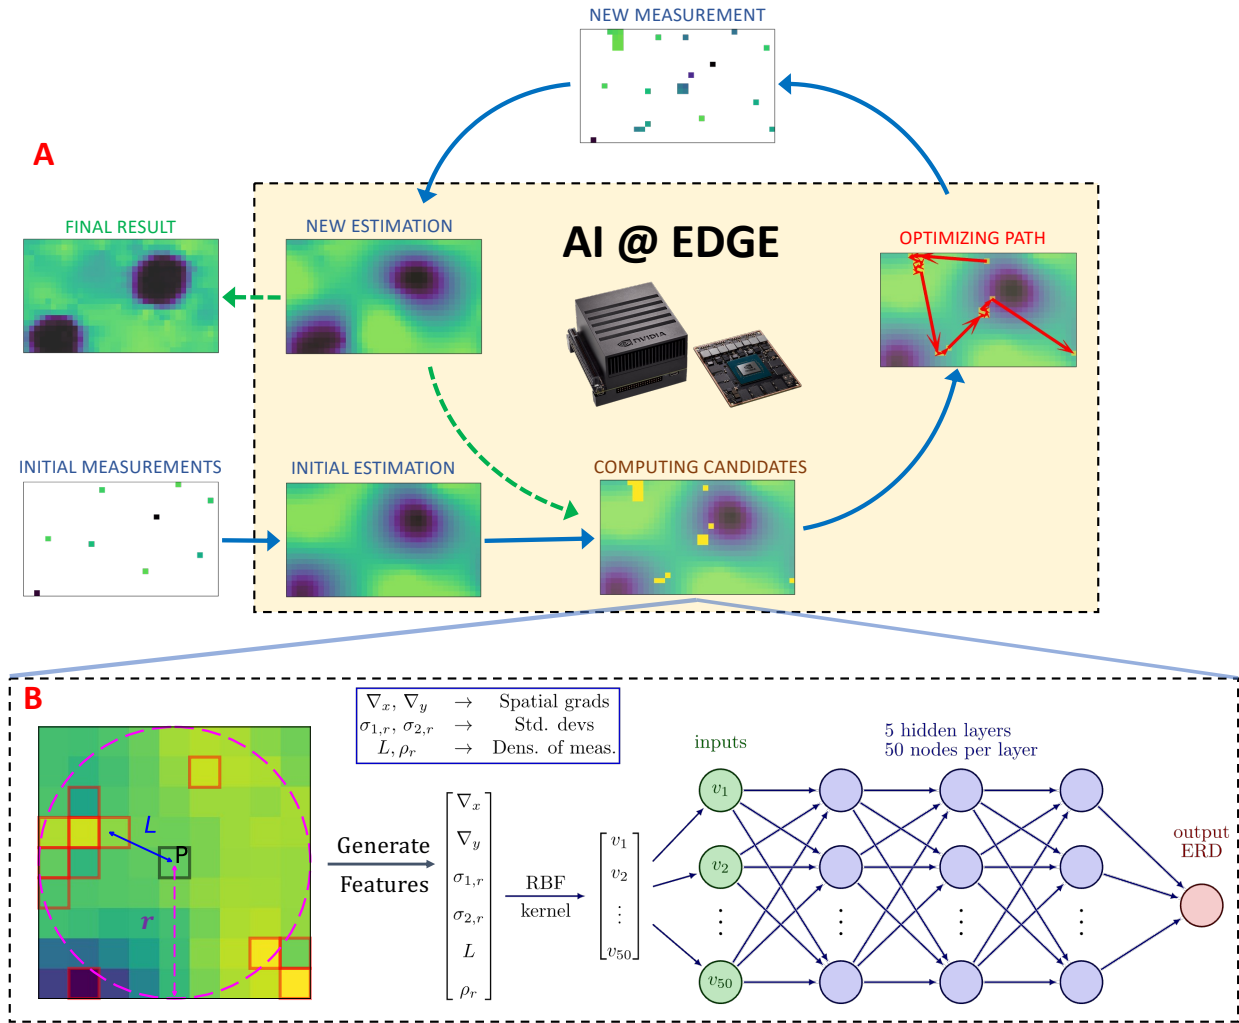 NEW MEASUREMENT
A
FINAL RESULT
NEW ESTIMATION
AI @ EDGE
OPTIMIZING PATH
NVIDIA
INITIAL MEASUREMENTS
INITIAL ESTIMATION
COMPUTING CANDIDATES
B
∇x, ∇y → Spatial grads
σ1,r, σ2,r → Std. devs
L, ρr → Dens. of meas.
5 hidden layers
50 nodes per layer
inputs
L
P
r
Generate
Features
∇x
∇y
σ1,r
σ2,r
L
ρr
RBF
kernel
v1
v2
⋮
v50
v1
v2
⋮
v50
⋮
⋮
⋮
output
ERD